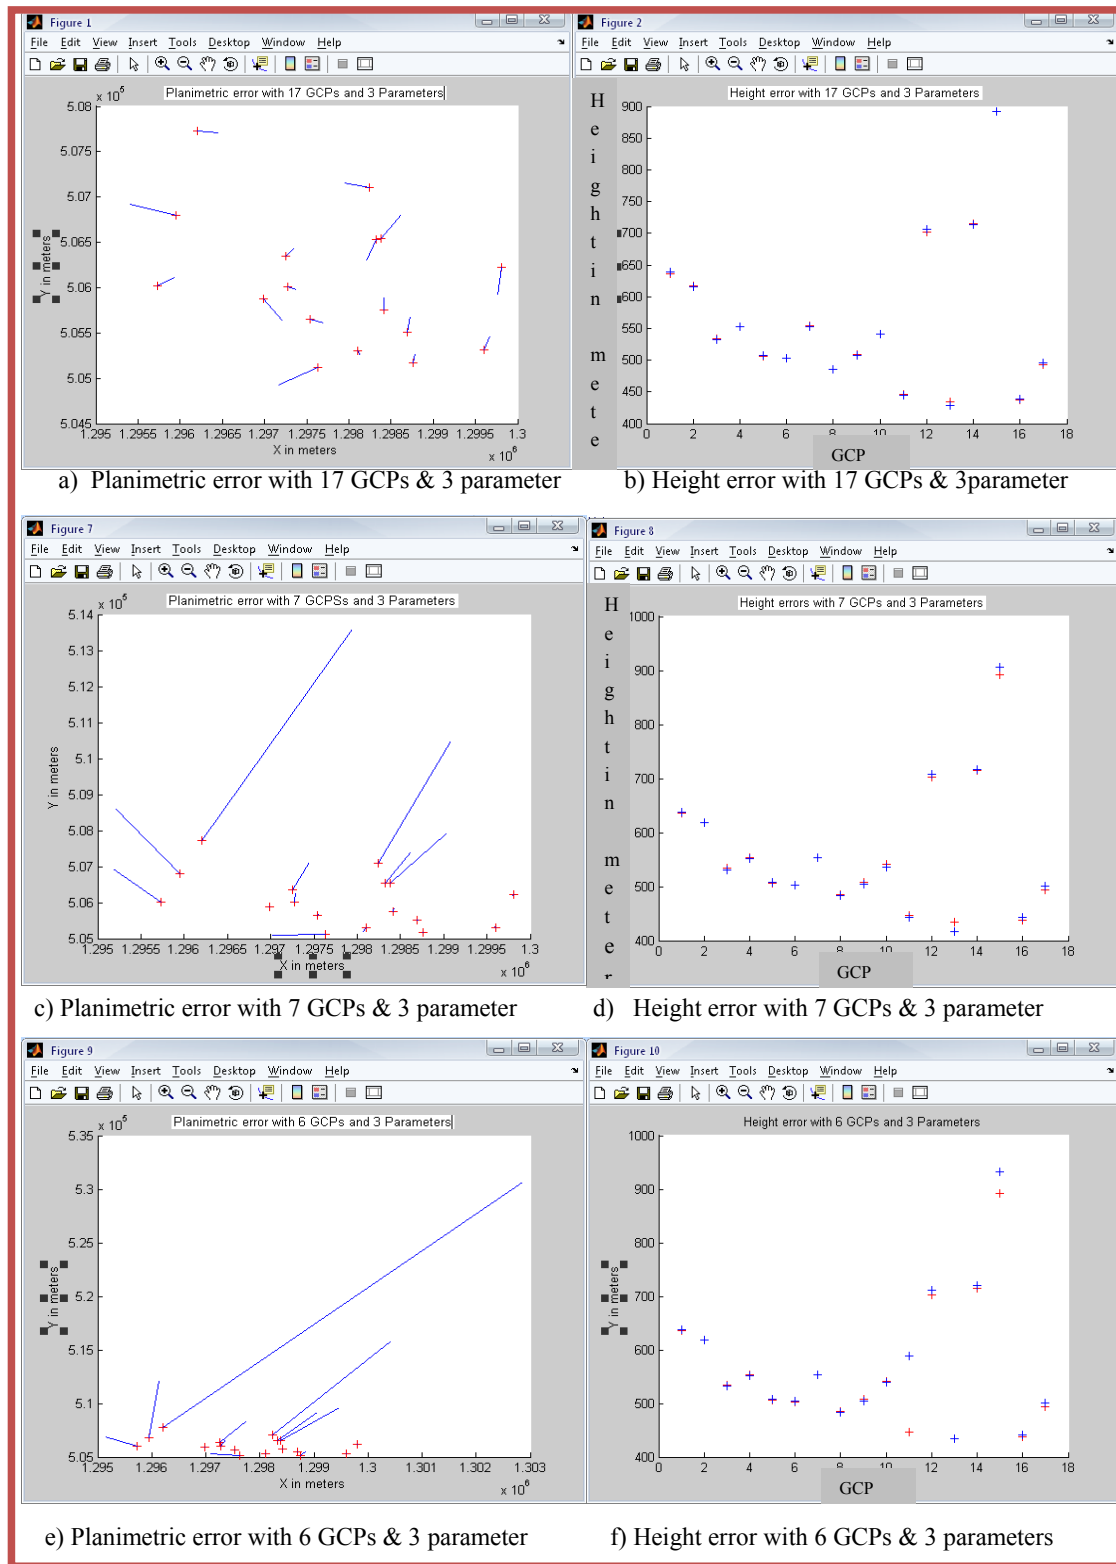 Figure 1
File Edit View Insert Tools Desktop Window Help
Planimetric error with 17 GCPs and 3 Parameters
x 10^5
5.08
5.075
5.07
5.065
5.06
5.055
5.05
5.045
Y in meters
1.295 1.2955 1.296 1.2965 1.297 1.2975 1.298 1.2985 1.299 1.2995 1.3
X in meters
x 10^6
Figure 2
File Edit View Insert Tools Desktop Window Help
Height error with 17 GCPs and 3 Parameters
Heightin mete
900
850
800
750
700
650
600
550
500
450
400
0 2 4 6 8 10 12 14 16 18
GCP
a) Planimetric error with 17 GCPs & 3 parameter
b) Height error with 17 GCPs & 3parameter
Figure 7
File Edit View Insert Tools Desktop Window Help
Planimetric error with 7 GCPSs and 3 Parameters
x 10^5
5.14
5.13
5.12
5.11
5.1
5.09
5.08
5.07
5.06
5.05
Y in meters
1.295 1.2955 1.296 1.2965 1.297 1.2975 1.298 1.2985 1.299 1.2995 1.3
X in meters
x 10^6
Figure 8
File Edit View Insert Tools Desktop Window Help
Height errors with 7 GCPs and 3 Parameters
Heightin meter
1000
900
800
700
600
500
400
0 2 4 6 8 10 12 14 16 18
GCP
c) Planimetric error with 7 GCPs & 3 parameter
d) Height error with 7 GCPs & 3 parameter
Figure 9
File Edit View Insert Tools Desktop Window Help
Planimetric error with 6 GCPs and 3 Parameters
x 10^5
5.35
5.3
5.25
5.2
5.15
5.1
5.05
Y in meters
1.295 1.296 1.297 1.298 1.299 1.3 1.301 1.302 1.303
X in meters
x 10^6
Figure 10
File Edit View Insert Tools Desktop Window Help
Height error with 6 GCPs and 3 Parameters
Y in meters
1000
900
800
700
600
500
400
0 2 4 6 8 10 12 14 16 18
GCP
e) Planimetric error with 6 GCPs & 3 parameter
f) Height error with 6 GCPs & 3 parameters